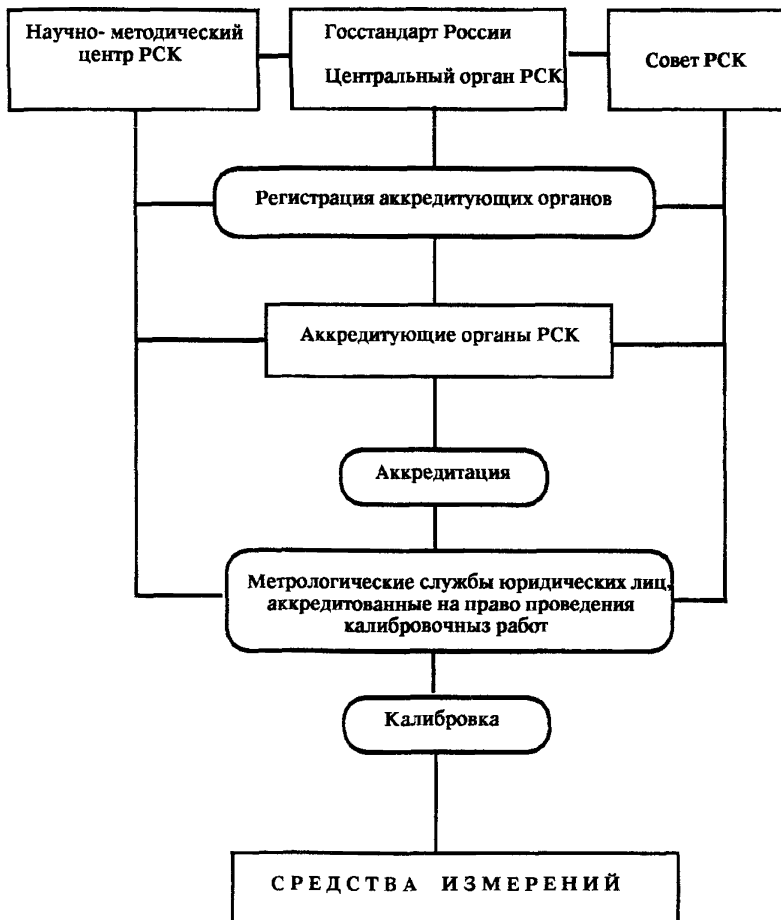 Научно- методический
центр РСК
Госстандарт России
Центральный орган РСК
Совет РСК
Регистрация аккредитующих органов
Аккредитующие органы РСК
Аккредитация
Метрологические службы юридических лиц,
аккредитованные на право проведения
калибровочныз работ
Калибровка
СРЕДСТВА ИЗМЕРЕНИЙ